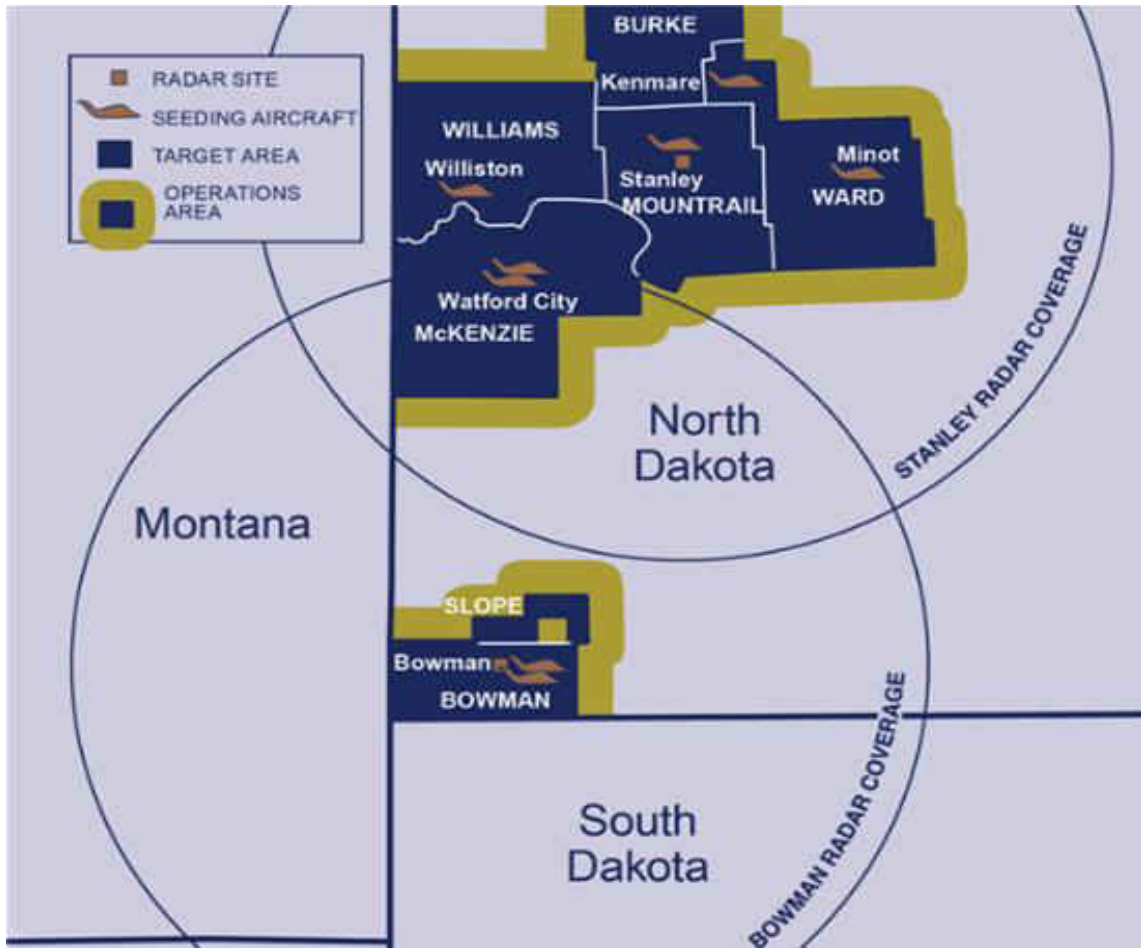 RADAR SITE
SEEDING AIRCRAFT
TARGET AREA
OPERATIONS
AREA
BURKE
Kenmare
WILLIAMS
Williston
Stanley
MOUNTRAIL
Minot
WARD
Watford City
McKENZIE
North
Dakota
STANLEY RADAR COVERAGE
Montana
SLOPE
Bowman
BOWMAN
South
Dakota
BOWMAN RADAR COVERAGE